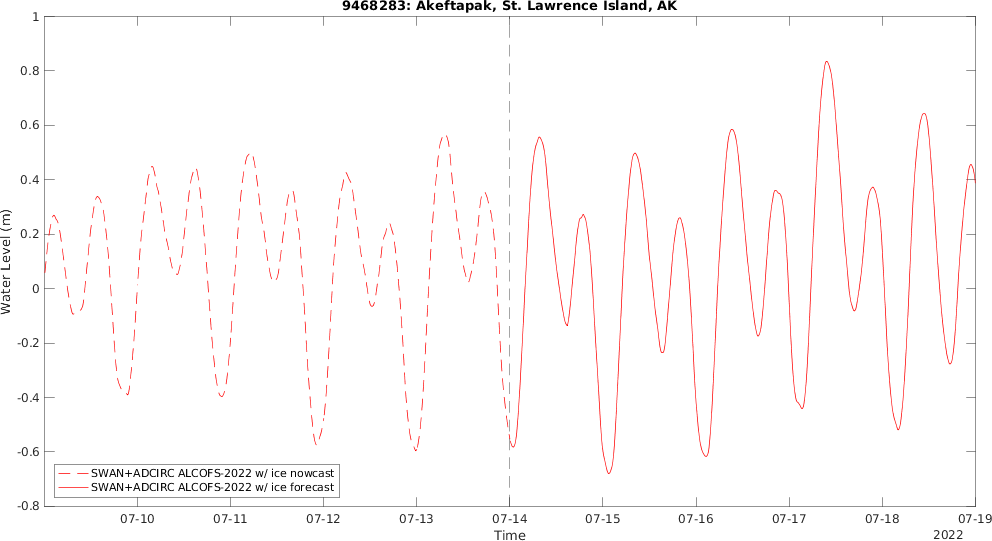 9468283: Akeftapak, St. Lawrence Island, AK
1
0.8
0.6
0.4
0.2
0
-0.2
-0.4
-0.6
-0.8
Water Level (m)
SWAN+ADCIRC ALCOFS-2022 w/ ice nowcast
SWAN+ADCIRC ALCOFS-2022 w/ ice forecast
07-10 07-11 07-12 07-13 07-14 07-15 07-16 07-17 07-18 07-19
Time
2022